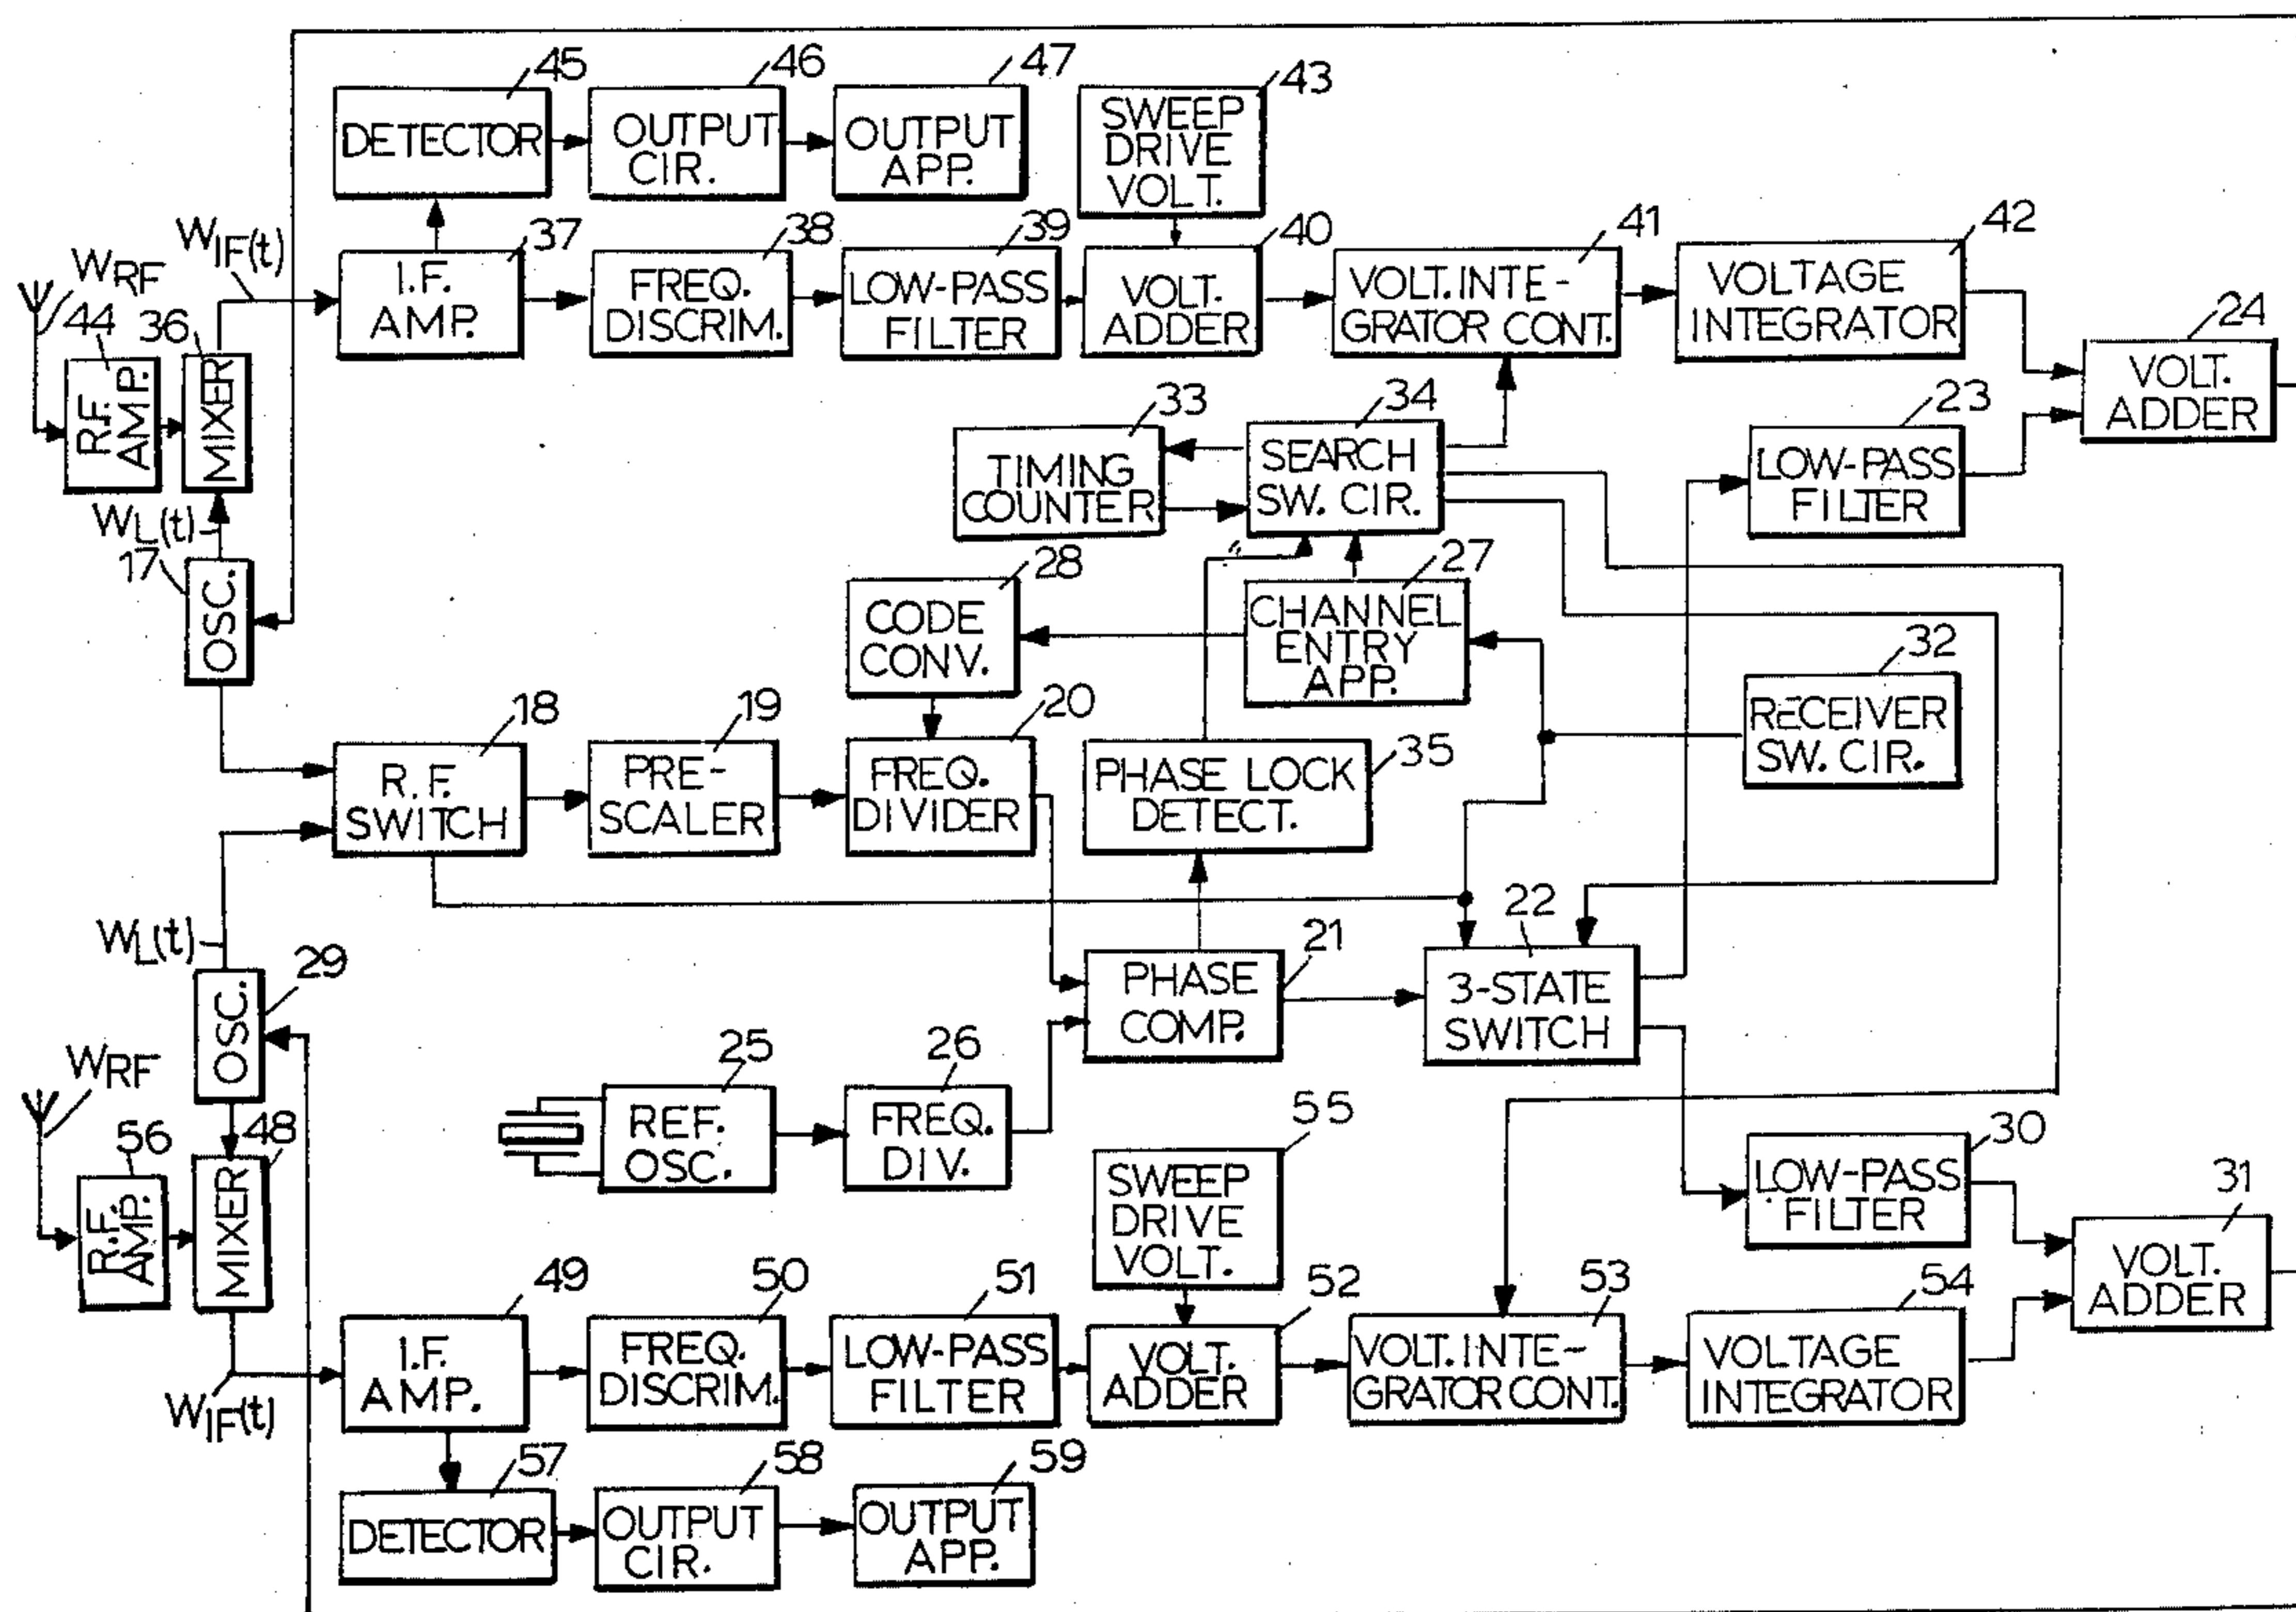 45
46
47
43
DETECTOR
OUTPUT
CIR.
OUTPUT
APP.
SWEEP
DRIVE
VOLT.
WIF(t)
WRF
44
36
37
38
39
40
41
42
24
I.F.
AMP.
FREQ.
DISCRIM.
LOW-PASS
FILTER
VOLT.
ADDER
VOLT. INTE-
GRATOR CONT.
VOLTAGE
INTEGRATOR
VOLT.
ADDER
R.F.
AMP.
MIXER
33
34
23
TIMING
COUNTER
SEARCH
SW. CIR.
LOW-PASS
FILTER
WL(t)
17
OSC.
28
27
32
CODE
CONV.
CHANNEL
ENTRY
APP.
RECEIVER
SW. CIR.
18
19
20
35
R.F.
SWITCH
PRE-
SCALER
FREQ.
DIVIDER
PHASE LOCK
DETECT.
WL(t)
29
OSC.
21
22
PHASE
COMP.
3-STATE
SWITCH
WRF
25
26
55
REF.
OSC.
FREQ.
DIV.
SWEEP
DRIVE
VOLT.
30
31
LOW-PASS
FILTER
VOLT.
ADDER
56
48
R.F.
AMP.
MIXER
49
50
51
52
53
54
I.F.
AMP.
FREQ.
DISCRIM.
LOW-PASS
FILTER
VOLT.
ADDER
VOLT. INTE-
GRATOR CONT.
VOLTAGE
INTEGRATOR
WIF(t)
57
58
59
DETECTOR
OUTPUT
CIR.
OUTPUT
APP.